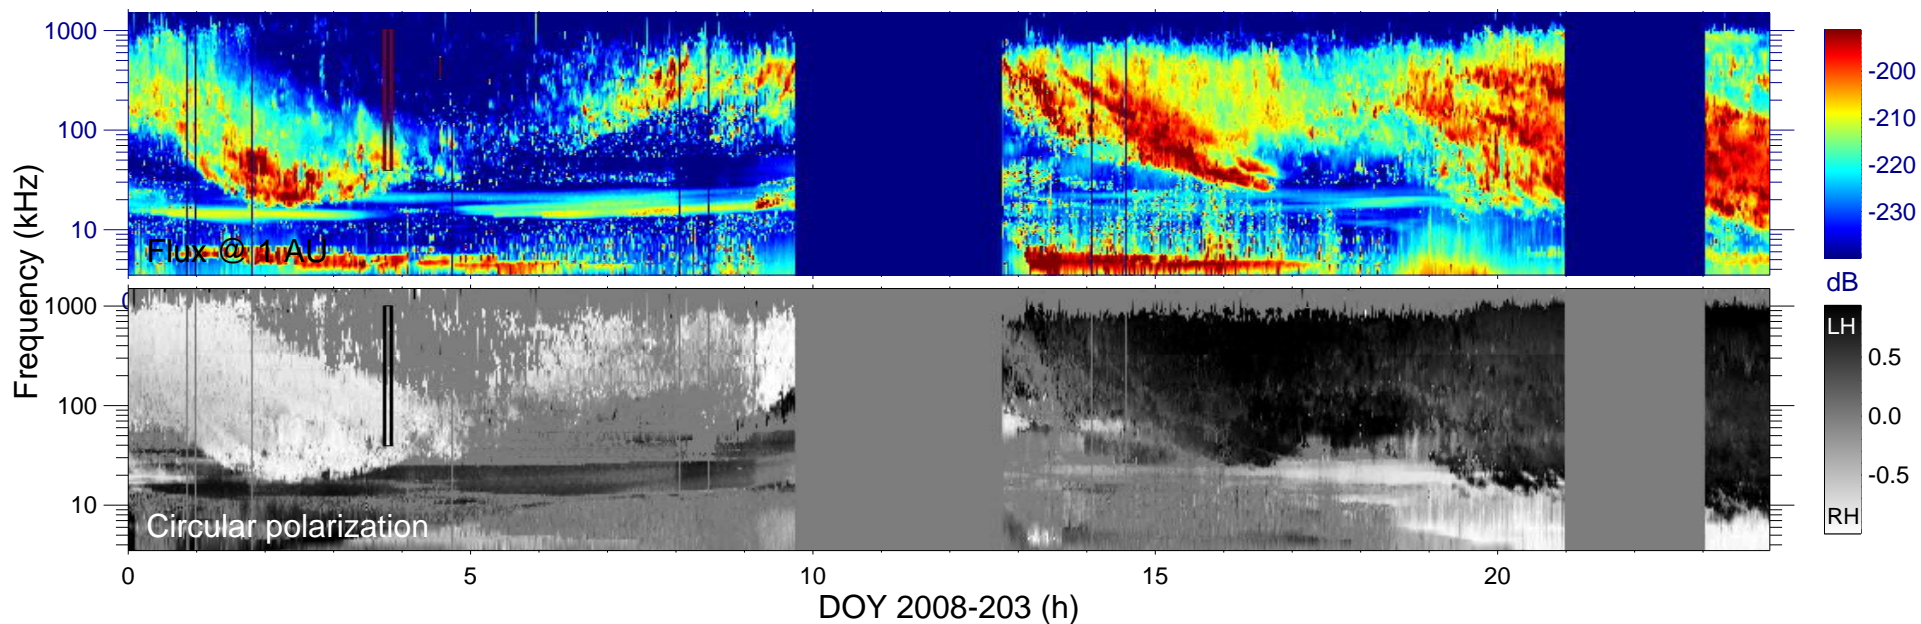 1000
100
10
Flux @ 1 AU
-200
-210
-220
-230
dB
Frequency (kHz)
0
1000
100
10
Circular polarization
LH
0.5
0.0
-0.5
RH
0
5
10
15
20
DOY 2008-203 (h)